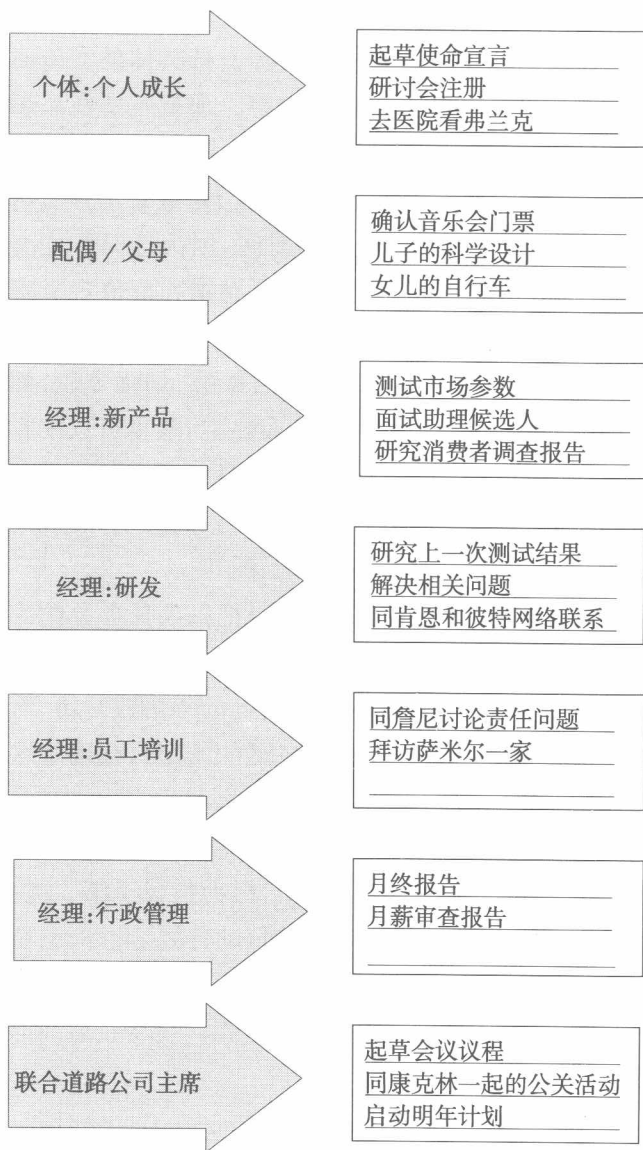 个体:个人成长
起草使命宣言
研讨会注册
去医院看弗兰克
配偶/父母
确认音乐会门票
儿子的科学设计
女儿的自行车
经理:新产品
测试市场参数
面试助理候选人
研究消费者调查报告
经理:研发
研究上一次测试结果
解决相关问题
同肯恩和彼特网络联系
经理:员工培训
同詹尼讨论责任问题
拜访萨米尔一家
经理:行政管理
月终报告
月薪审查报告
联合道路公司主席
起草会议议程
同康克林一起的公关活动
启动明年计划